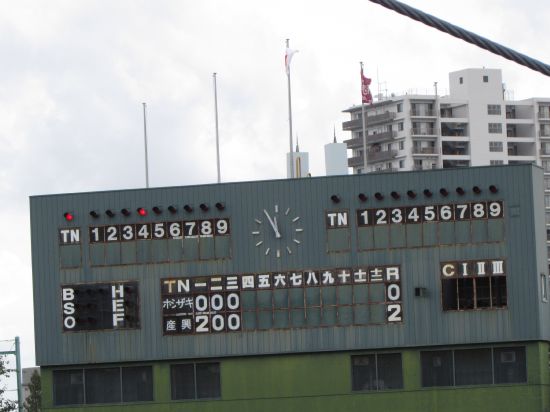 TN 1 2 3 4 5 6 7 8 9
TN 1 2 3 4 5 6 7 8 9
B H
S E
O F
TN 一 二 三 四 五 六 七 八 九 十 士 圭 R
ホシザキ 0 0 0 0
産興 2 0 0 2
C I II III